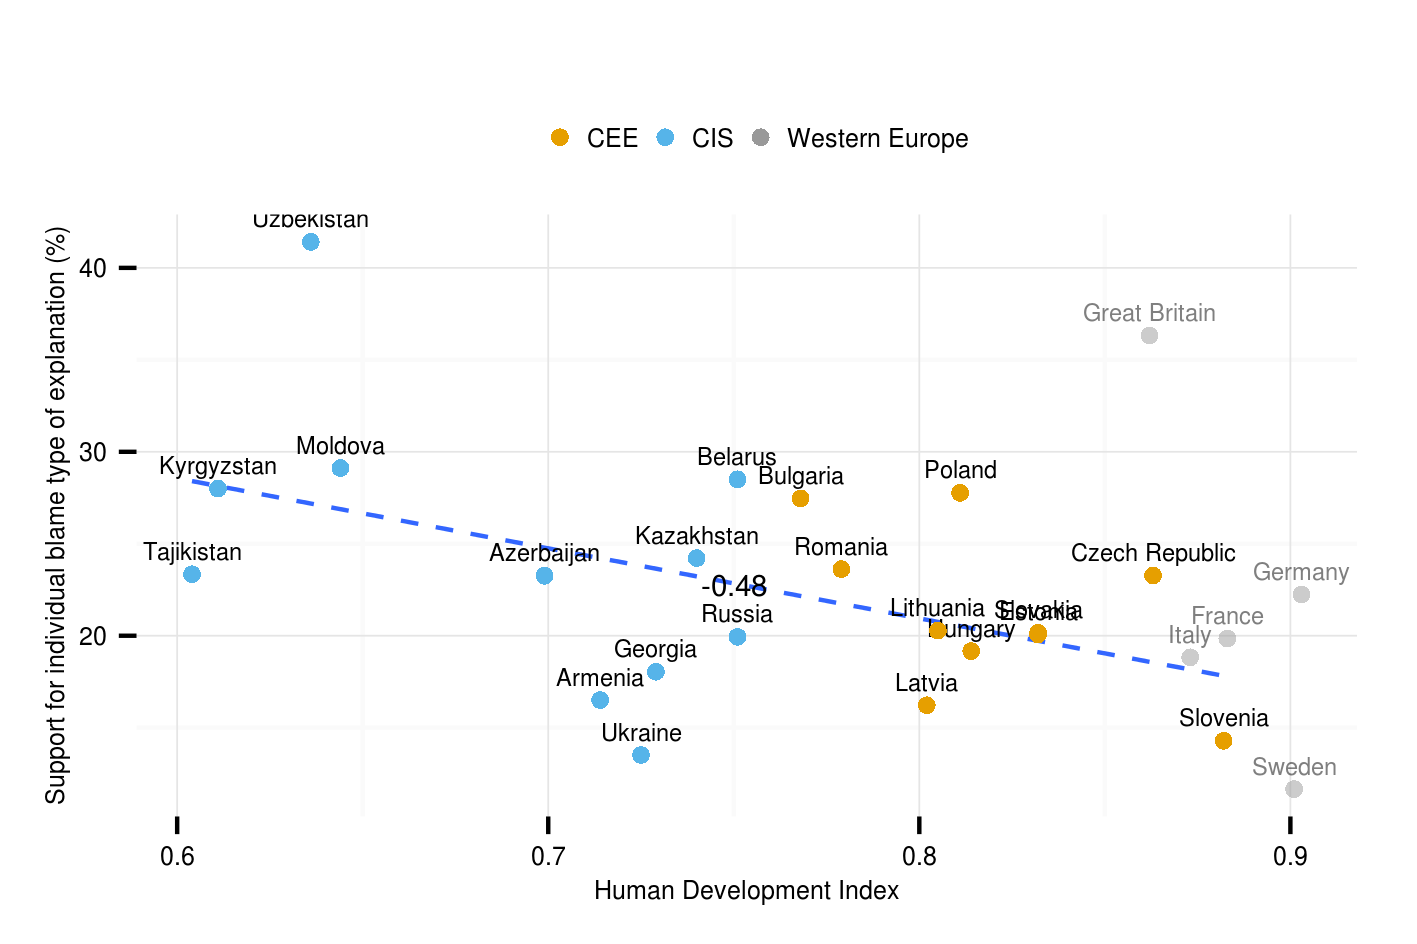 CEE CIS Western Europe
Support for individual blame type of explanation (%)
40
30
20
Uzbekistan
Great Britain
Moldova
Kyrgyzstan
Belarus
Bulgaria
Poland
Kazakhstan
Tajikistan
Azerbaijan
Romania
Czech Republic
Germany
-0.48
Lithuania
Slovakia
Estonia
Russia
France
Hungary
Italy
Georgia
Armenia
Latvia
Ukraine
Slovenia
Sweden
0.6 0.7 0.8 0.9
Human Development Index